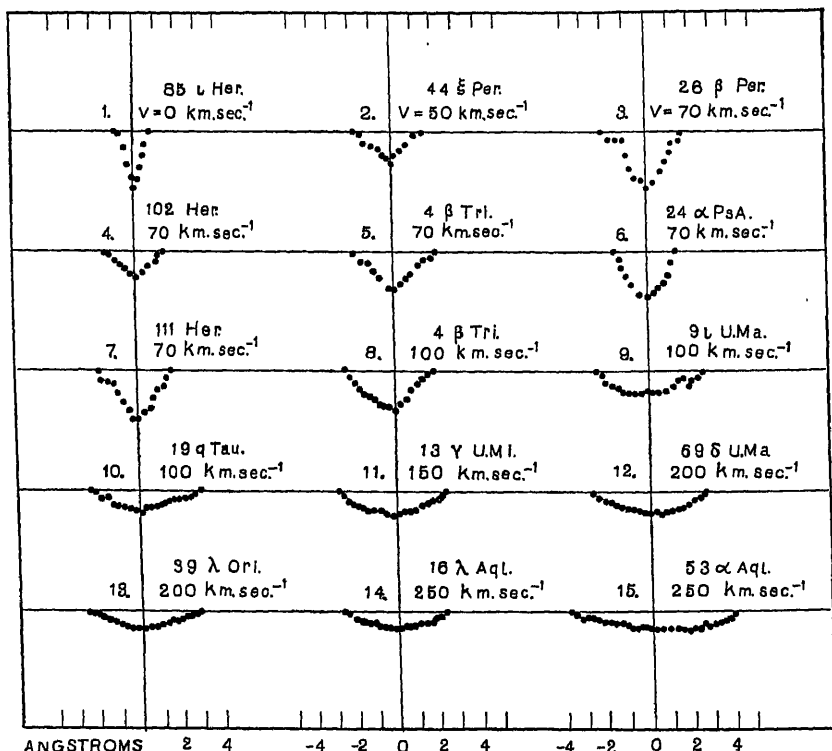 85 ι Her.
1. V=0 km.sec.⁻¹
44 ξ Per.
2. V=50 km.sec.⁻¹
26 β Per.
3. V=70 km.sec.⁻¹
102 Her.
4. 70 km.sec.⁻¹
4 β Tri.
5. 70 km.sec.⁻¹
24 α PsA.
6. 70 km.sec.⁻¹
111 Her.
7. 70 km.sec.⁻¹
4 β Tri.
8. 100 km.sec.⁻¹
9 ι U.Ma.
9. 100 km.sec.⁻¹
19 q Tau.
10. 100 km.sec.⁻¹
13 γ U.Mi.
11. 150 km.sec.⁻¹
69 δ U.Ma
12. 200 km.sec.⁻¹
39 λ Ori.
13. 200 km.sec.⁻¹
16 λ Aql.
14. 250 km.sec.⁻¹
53 α Aql.
15. 250 km.sec.⁻¹
ANGSTROMS 2 4 -4 -2 0 2 4 -4 -2 0 2 4